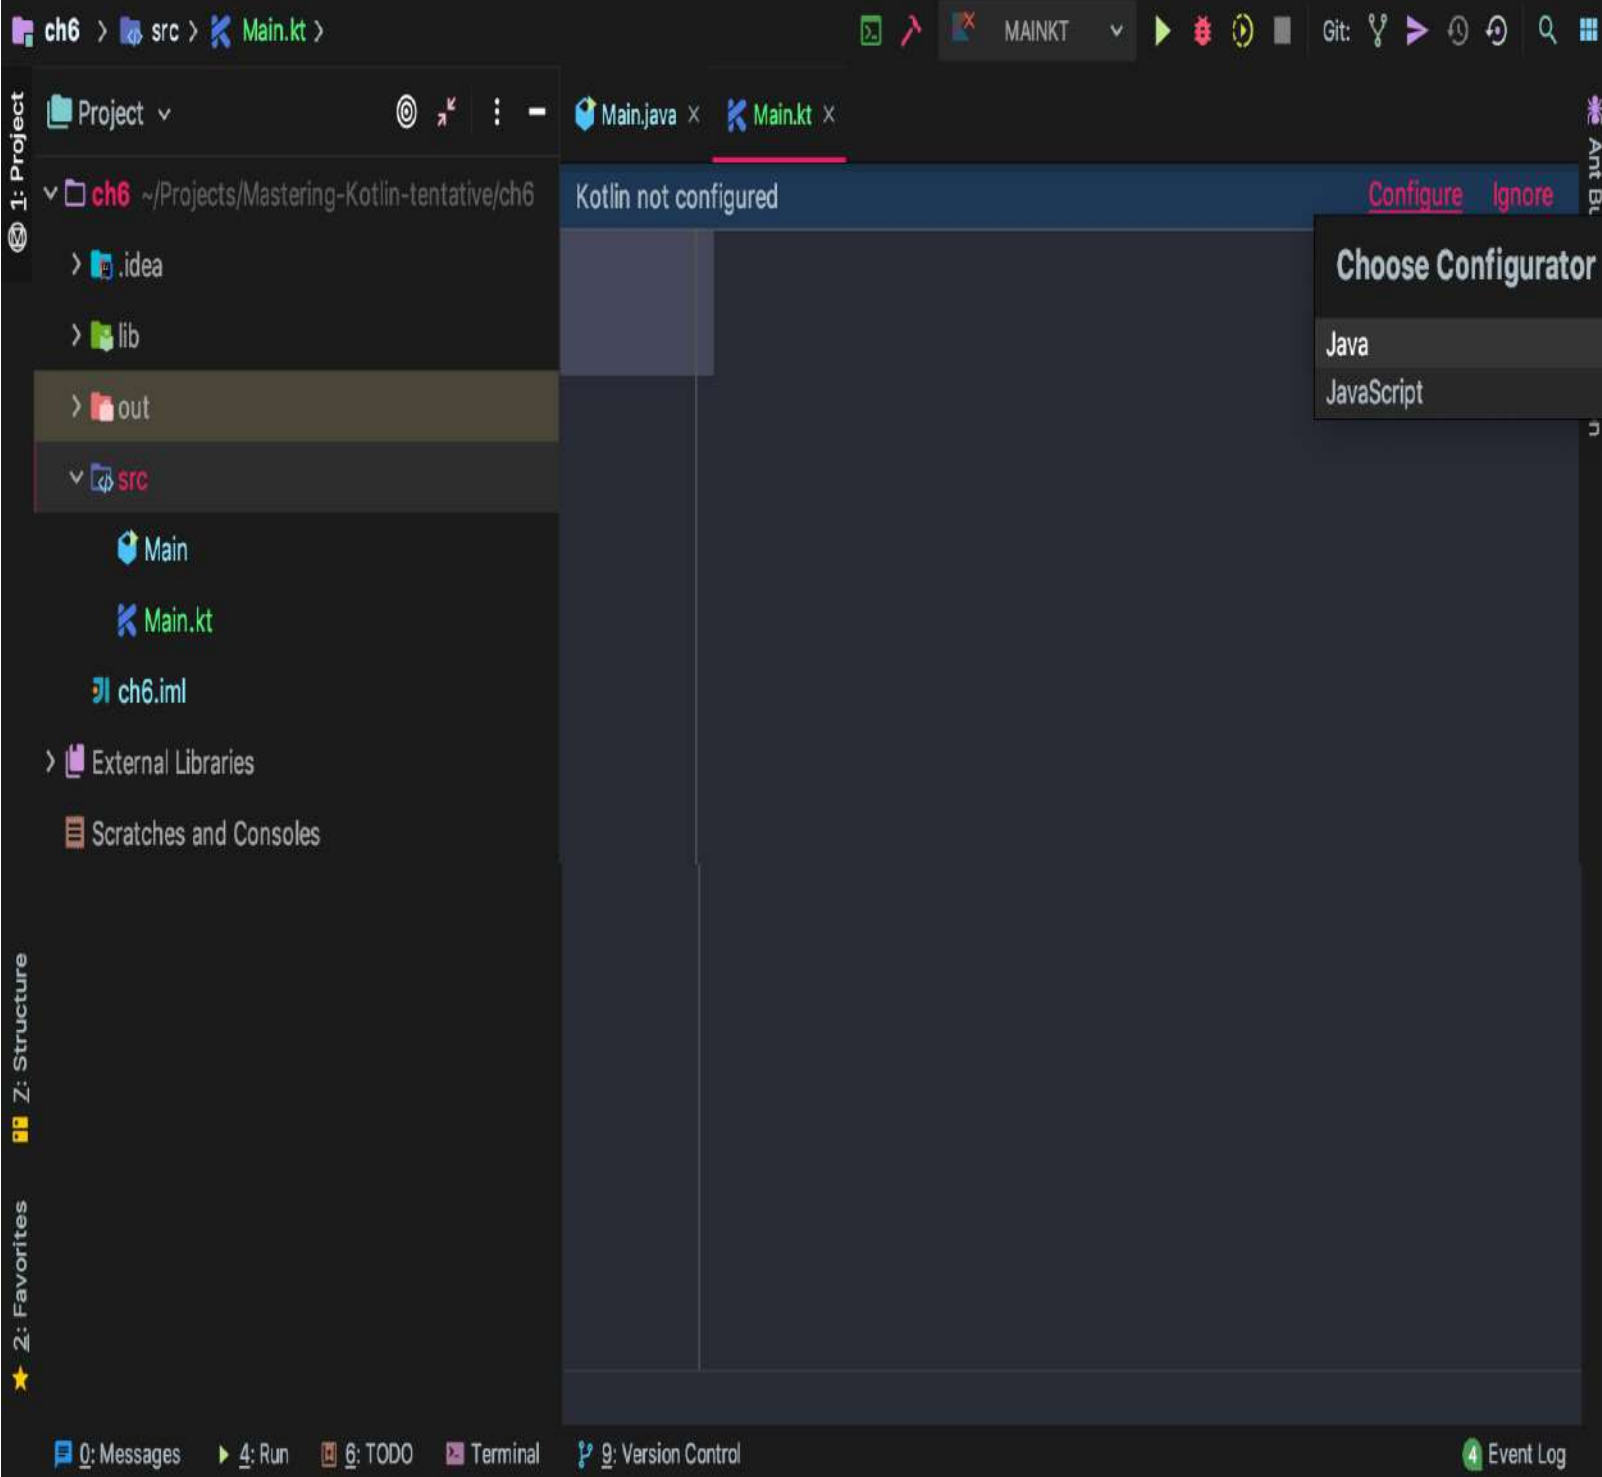 ch6 > src > Main.kt >
MAINKT
Git:
1: Project
Project
Main.java ×
Main.kt ×
ch6 ~/Projects/Mastering-Kotlin-tentative/ch6
.idea
lib
out
src
Main
Main.kt
ch6.iml
External Libraries
Scratches and Consoles
Kotlin not configured
Configure
Ignore
Choose Configurator
Java
JavaScript
Ant Bu
Z: Structure
2: Favorites
0: Messages
4: Run
6: TODO
Terminal
9: Version Control
4 Event Log